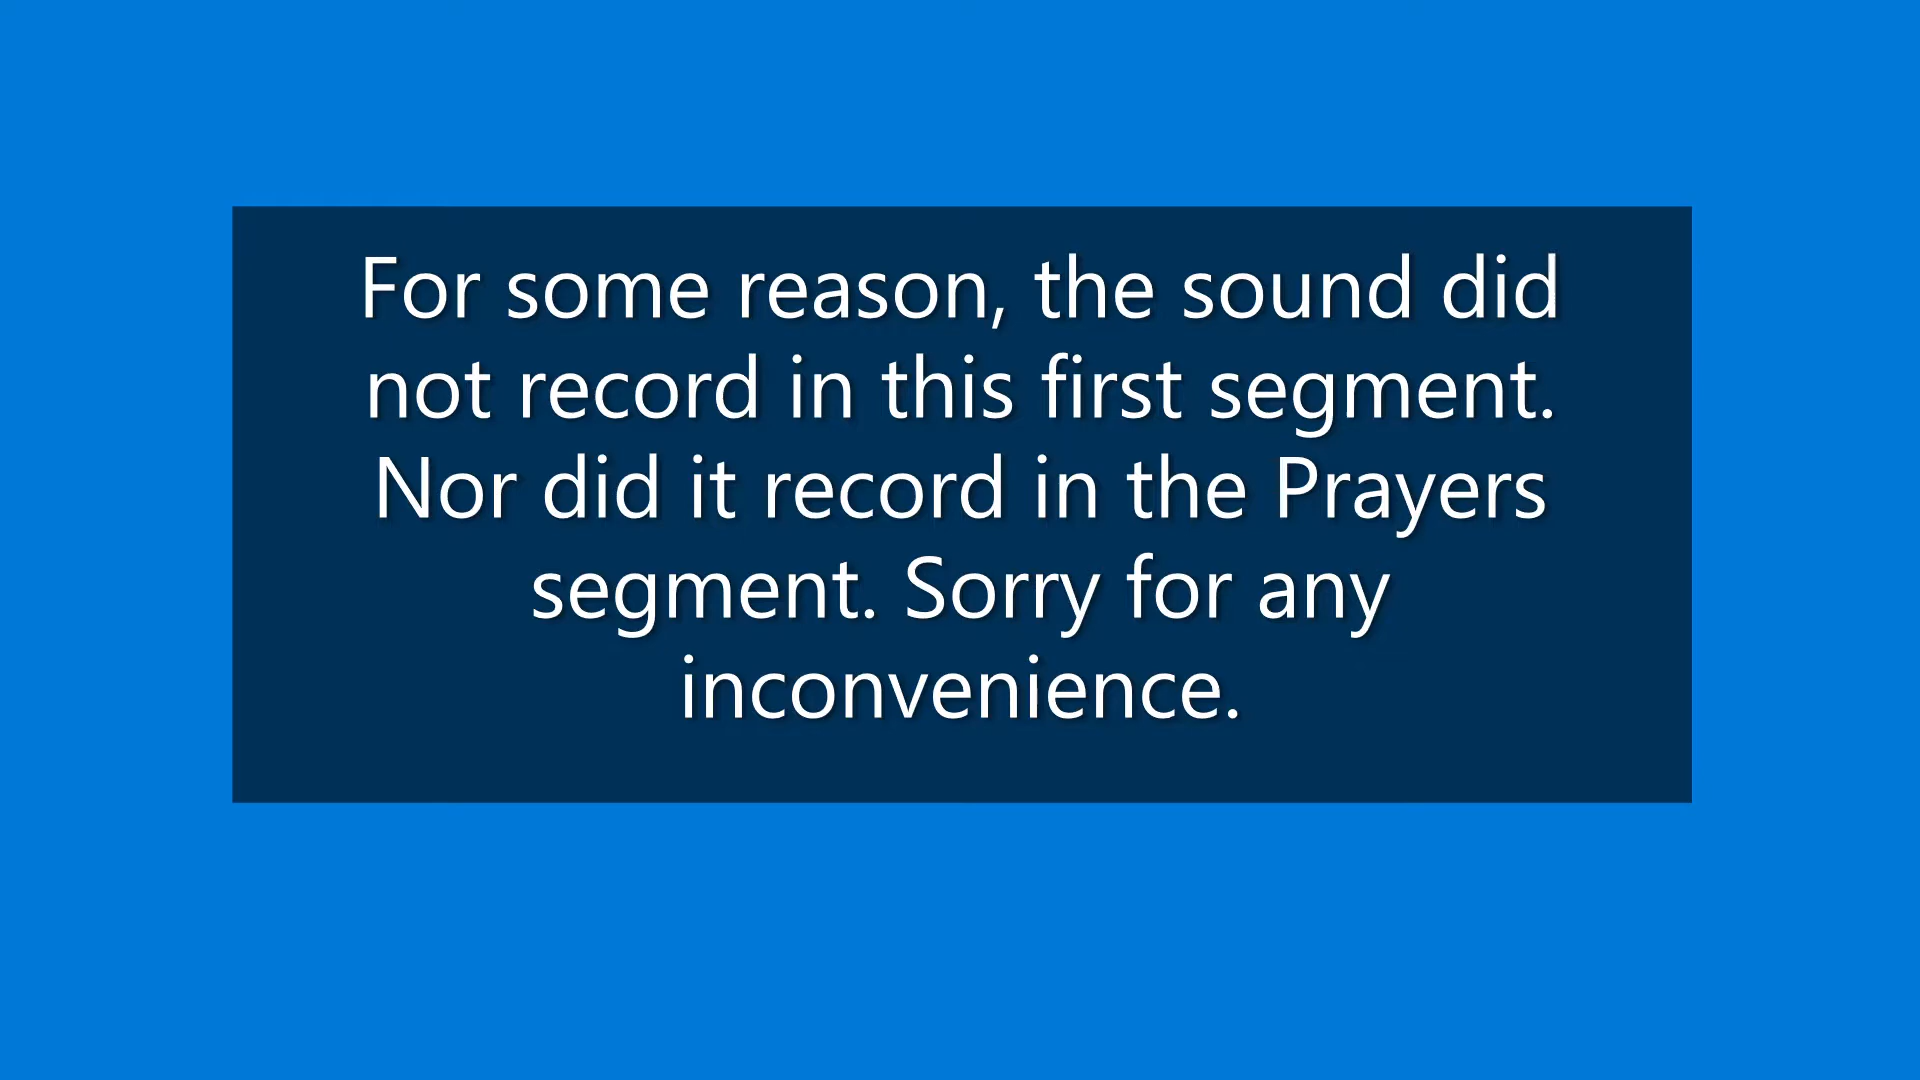 For some reason, the sound did
not record in this first segment.
Nor did it record in the Prayers
segment. Sorry for any
inconvenience.